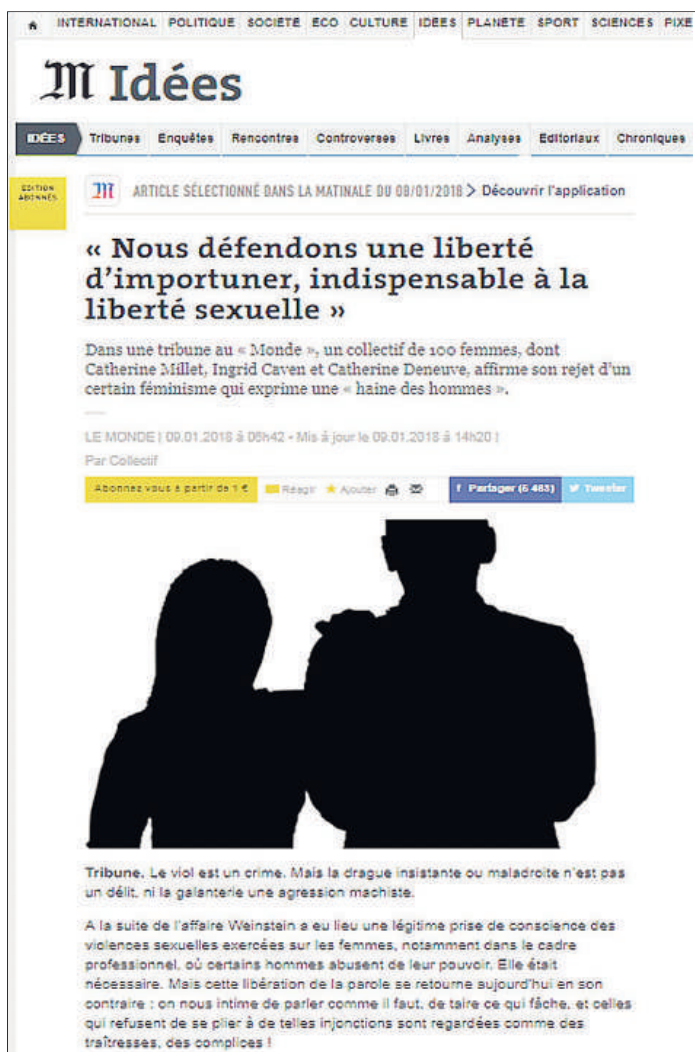 INTERNATIONAL POLITIQUE SOCIÉTÉ ÉCO CULTURE IDÉES PLANÈTE SPORT SCIENCES PIXE
M Idées
IDÉES Tribunes Enquêtes Rencontres Controverses Livres Analyses Editoriaux Chroniques
EDITION
ABONNÉS
M ARTICLE SÉLECTIONNÉ DANS LA MATINALE DU 08/01/2018 > Découvrir l'application
« Nous défendons une liberté
d'importuner, indispensable à la
liberté sexuelle »
Dans une tribune au « Monde », un collectif de 100 femmes, dont
Catherine Millet, Ingrid Caven et Catherine Deneuve, affirme son rejet d'un
certain féminisme qui exprime une « haine des hommes ».
LE MONDE | 09.01.2018 à 05h42 • Mis à jour le 09.01.2018 à 14h20 |
Par Collectif
Abonnez vous à partir de 1 € Réagir Ajouter f Partager (6 463) Tweeter
Tribune. Le viol est un crime. Mais la drague insistante ou maladroite n'est pas
un délit, ni la galanterie une agression machiste.
A la suite de l'affaire Weinstein a eu lieu une légitime prise de conscience des
violences sexuelles exercées sur les femmes, notamment dans le cadre
professionnel, où certains hommes abusent de leur pouvoir. Elle était
nécessaire. Mais cette libération de la parole se retourne aujourd'hui en son
contraire : on nous intime de parler comme il faut, de taire ce qui fâche, et celles
qui refusent de se plier à de telles injonctions sont regardées comme des
traîtresses, des complices !